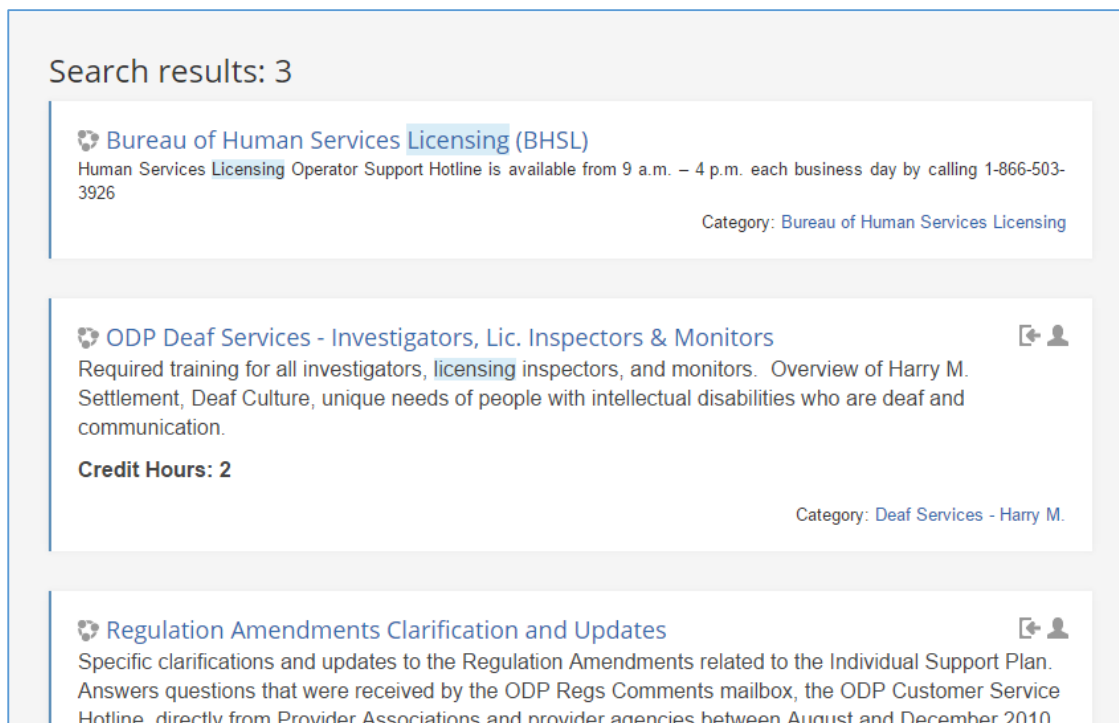 Search results: 3
Bureau of Human Services Licensing (BHSL)
Human Services Licensing Operator Support Hotline is available from 9 a.m. – 4 p.m. each business day by calling 1-866-503-
3926
Category: Bureau of Human Services Licensing
ODP Deaf Services - Investigators, Lic. Inspectors & Monitors
Required training for all investigators, licensing inspectors, and monitors.  Overview of Harry M.
Settlement, Deaf Culture, unique needs of people with intellectual disabilities who are deaf and
communication.
Credit Hours: 2
Category: Deaf Services - Harry M.
Regulation Amendments Clarification and Updates
Specific clarifications and updates to the Regulation Amendments related to the Individual Support Plan.
Answers questions that were received by the ODP Regs Comments mailbox, the ODP Customer Service
Hotline, directly from Provider Associations and provider agencies between August and December 2010.